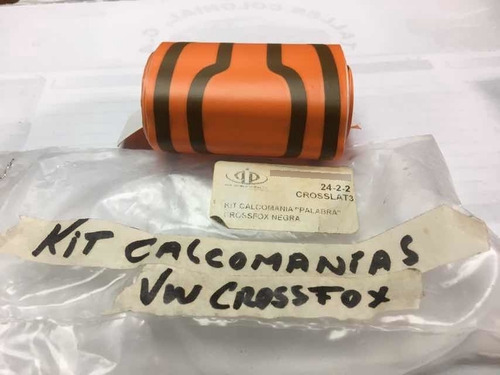 24-2-2
CROSSLAT3
KIT CALCOMANIA "PALABRA"
CROSSFOX NEGRA
KIT CALCOMANIAS
VW CROSSFOX